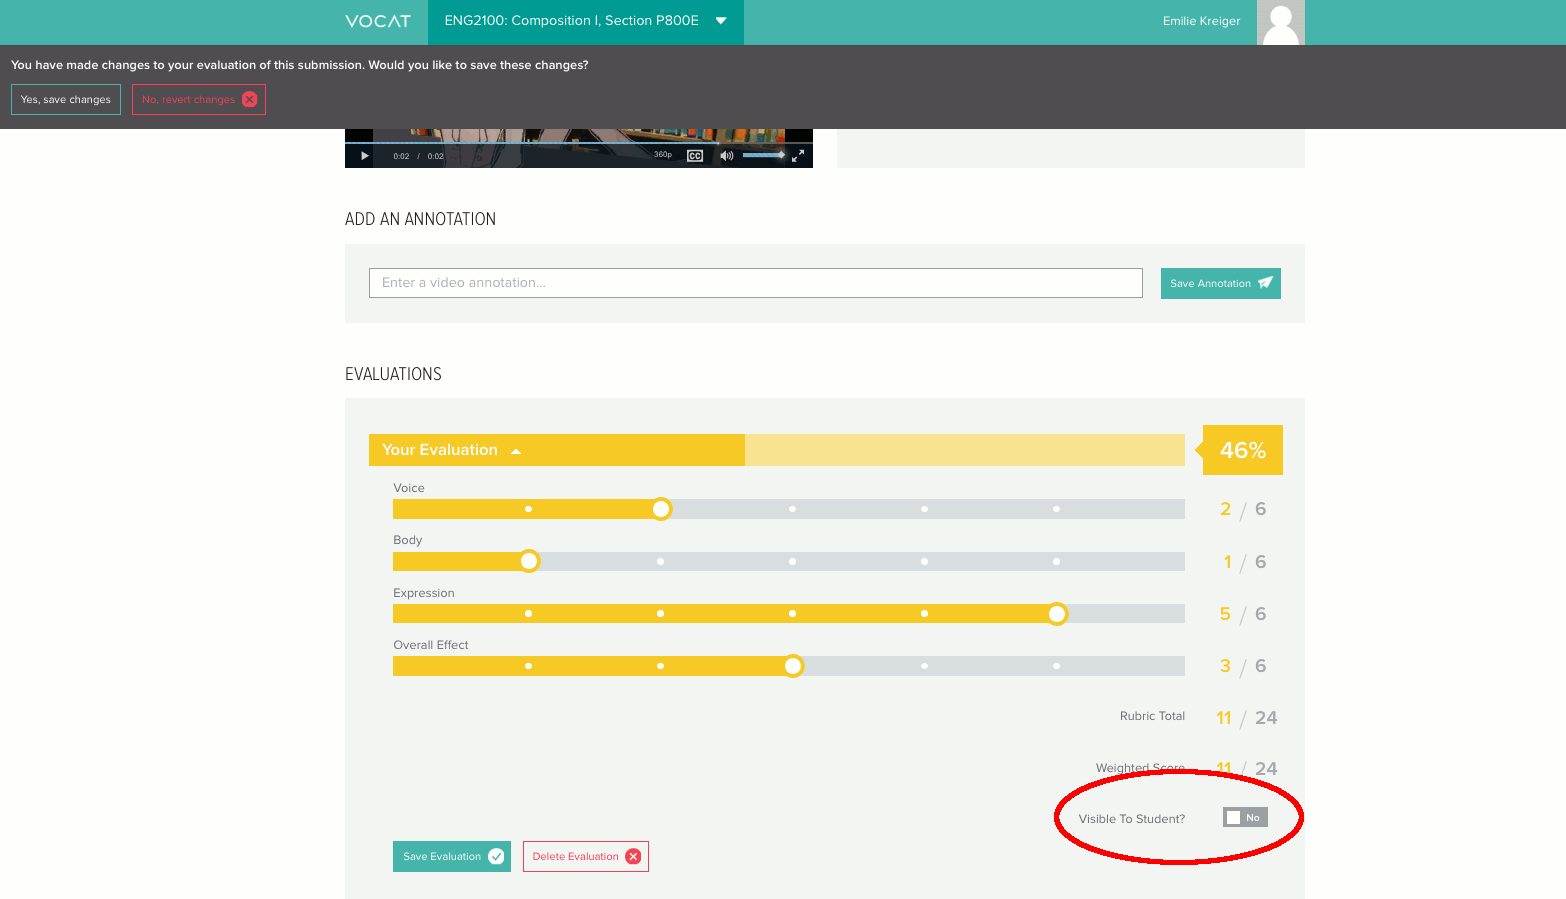 VOCAT
ENG2100: Composition I, Section P800E
Emilie Kreiger
You have made changes to your evaluation of this submission. Would you like to save these changes?
Yes, save changes
No, revert changes
0:02 / 0:02
360p
CC
ADD AN ANNOTATION
Enter a video annotation...
Save Annotation
EVALUATIONS
Your Evaluation
46%
Voice
2 / 6
Body
1 / 6
Expression
5 / 6
Overall Effect
3 / 6
Rubric Total 11 / 24
Weighted Score 11 / 24
Visible To Student? No
Save Evaluation
Delete Evaluation